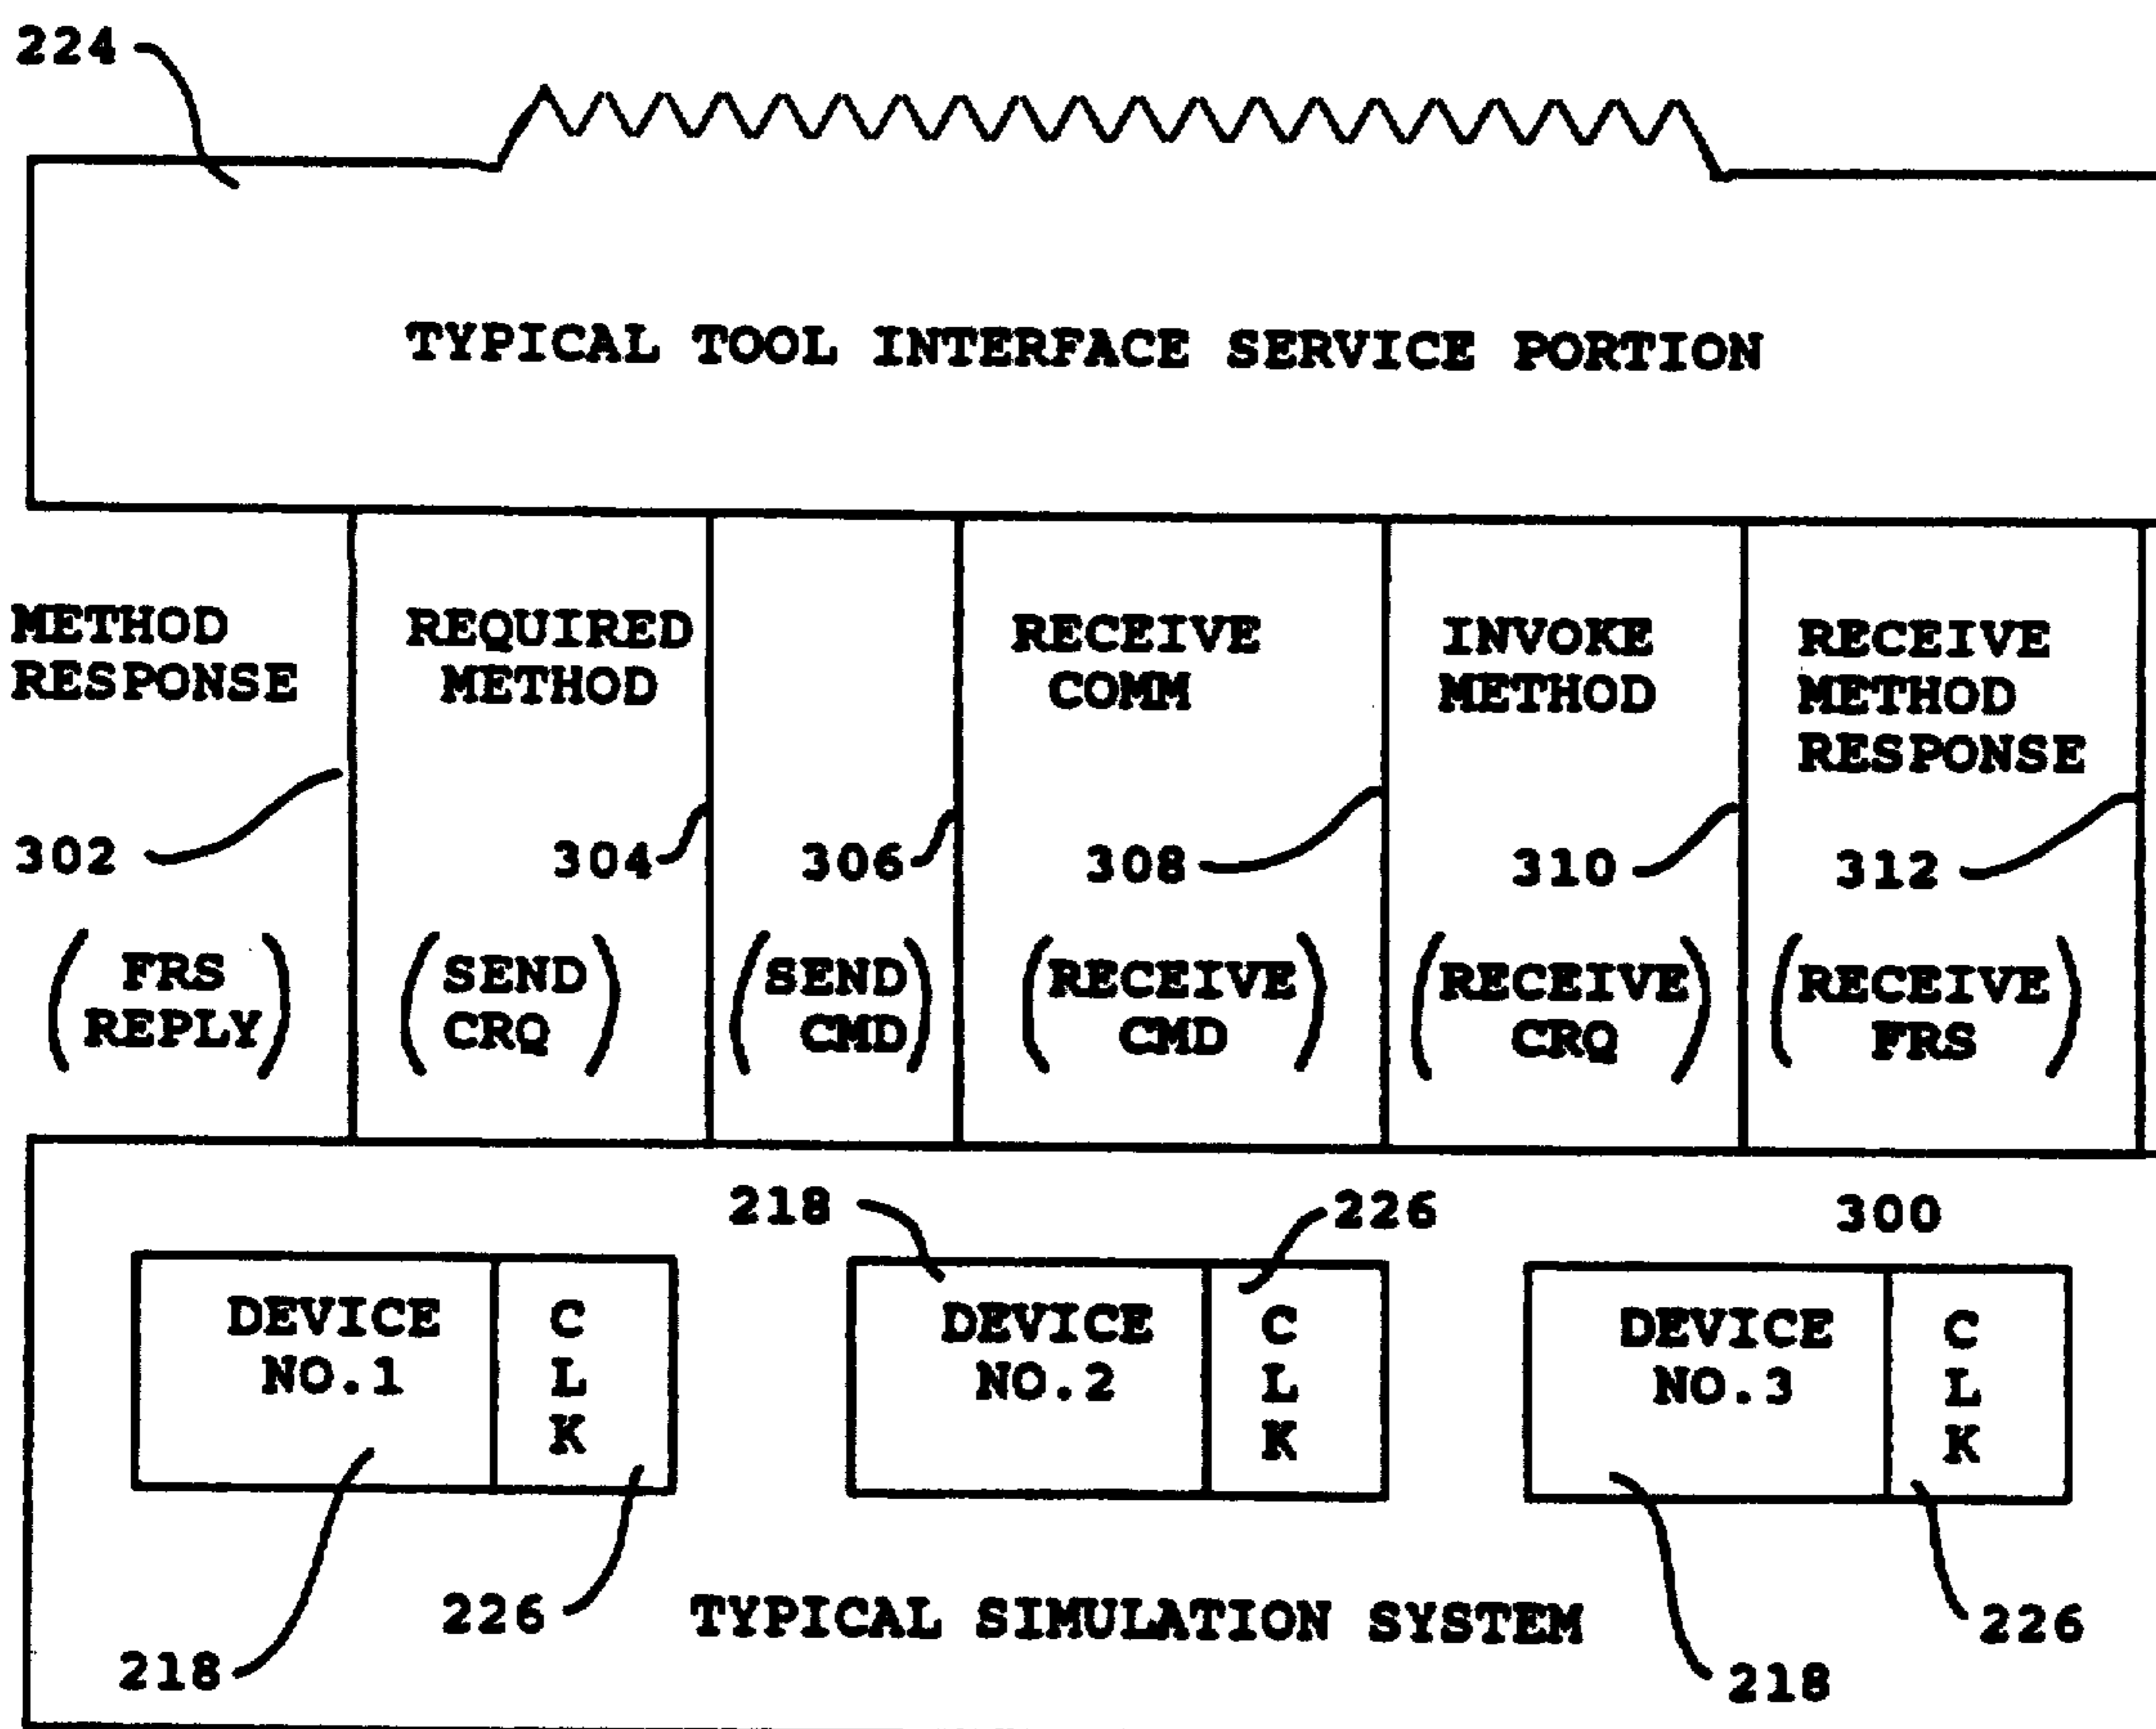 224
TYPICAL TOOL INTERFACE SERVICE PORTION
METHOD
RESPONSE
302
(FRS
REPLY)
REQUIRED
METHOD
304
(SEND
CRQ)
306
(SEND
CMD)
RECEIVE
COMM
308
(RECEIVE
CMD)
INVOKE
METHOD
310
(RECEIVE
CRQ)
RECEIVE
METHOD
RESPONSE
312
(RECEIVE
FRS)
218
226
300
DEVICE
NO.1
C
L
K
DEVICE
NO.2
C
L
K
DEVICE
NO.3
C
L
K
226
TYPICAL SIMULATION SYSTEM
226
218
218